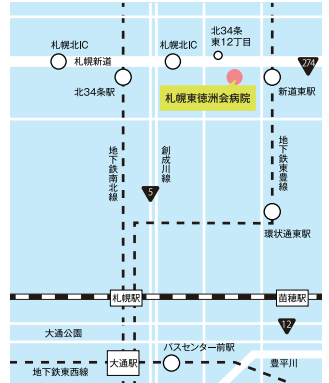 北34条
東12丁目
札幌北IC
札幌北IC
札幌新道
274
北34条駅
札幌東徳洲会病院
新道東駅
地下鉄南北線
創成川線
地下鉄東豊線
5
環状通東駅
札幌駅
苗穂駅
12
大通公園
バスセンター前駅
大通駅
豊平川
地下鉄東西線